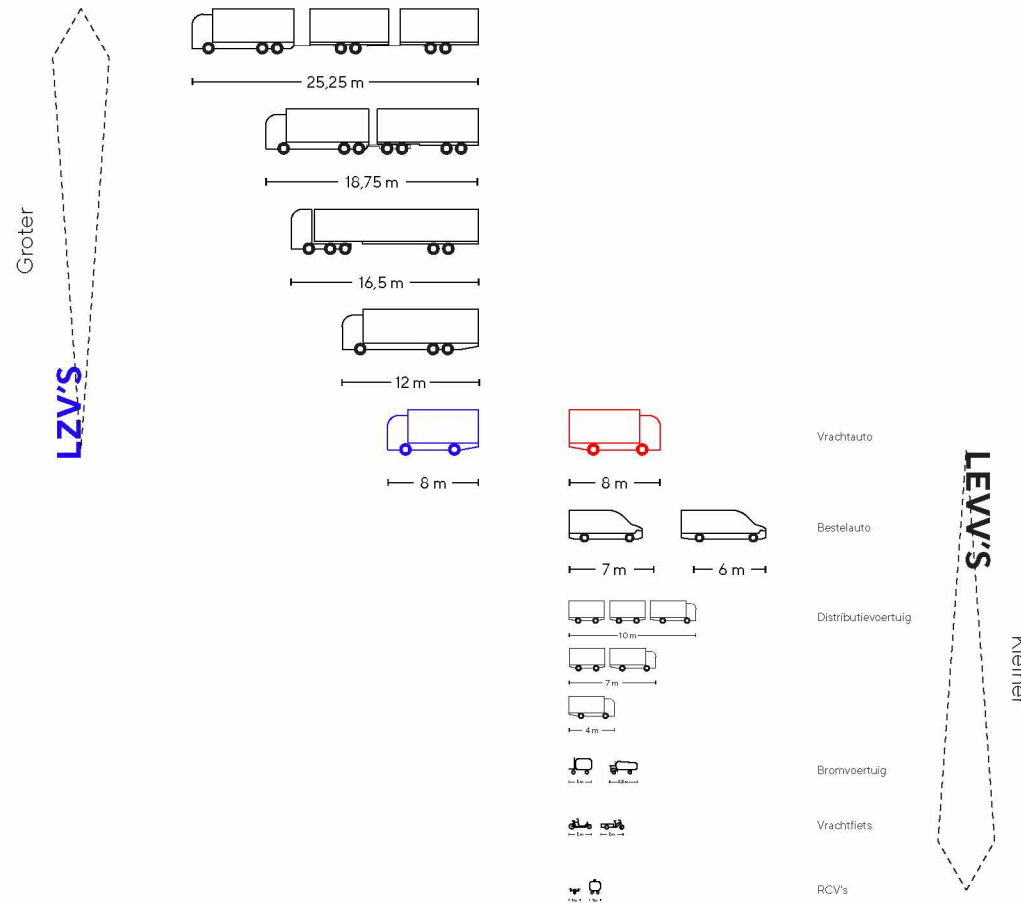 25,25 m
18,75 m
Groter
16,5 m
12 m
LZV'S
8 m
8 m
Vrachtauto
LEVV'S
Bestelauto
7 m
6 m
Distributievoertuig
10 m
7 m
Kleiner
4 m
Bromvoertuig
Vrachtfiets
RCV's